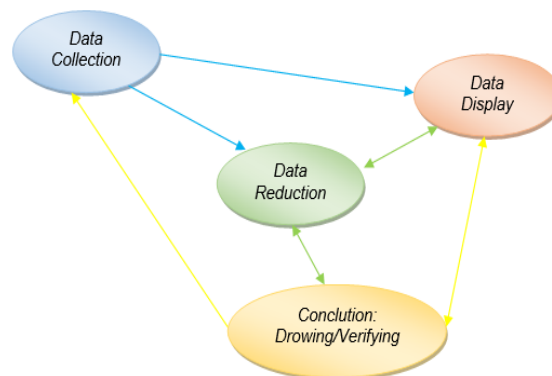 Data
Collection
Data
Display
Data
Reduction
Conclution:
Drowing/Verifying